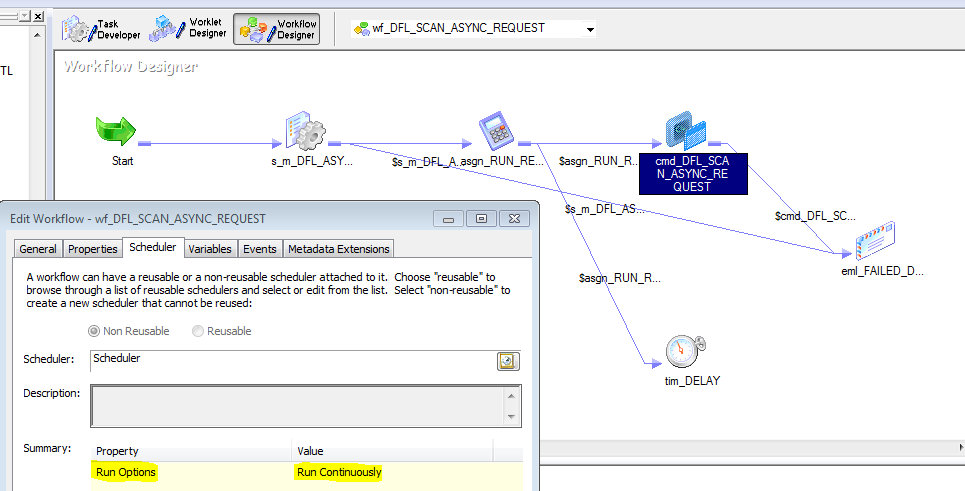 Task
Developer
Worklet
Designer
Workflow
Designer
wf_DFL_SCAN_ASYNC_REQUEST
TL
Workflow Designer
Start
s_m_DFL_ASY...
$s_m_DFL_A...
asgn_RUN_RE...
$asgn_RUN_R...
cmd_DFL_SCA
N_ASYNC_RE
QUEST
$s_m_DFL_AS...
$cmd_DFL_SC...
eml_FAILED_D...
$asgn_RUN_R...
tim_DELAY
Edit Workflow - wf_DFL_SCAN_ASYNC_REQUEST
General Properties Scheduler Variables Events Metadata Extensions
A workflow can have a reusable or a non-reusable scheduler attached to it. Choose "reusable" to
browse through a list of reusable schedulers and select or edit from the list. Select "non-reusable" to
create a new scheduler that cannot be reused:
Non Reusable Reusable
Scheduler: Scheduler
Description:
Summary: Property Value
Run Options Run Continuously